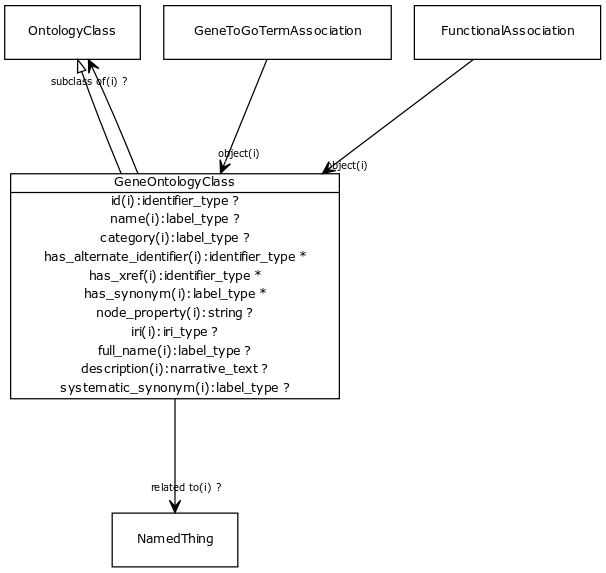 OntologyClass
GeneToGoTermAssociation
FunctionalAssociation
subclass of(i) ?
object(i)
object(i)
GeneOntologyClass
id(i):identifier_type ?
name(i):label_type ?
category(i):label_type ?
has_alternate_identifier(i):identifier_type *
has_xref(i):identifier_type *
has_synonym(i):label_type *
node_property(i):string ?
iri(i):iri_type ?
full_name(i):label_type ?
description(i):narrative_text ?
systematic_synonym(i):label_type ?
related to(i) ?
NamedThing